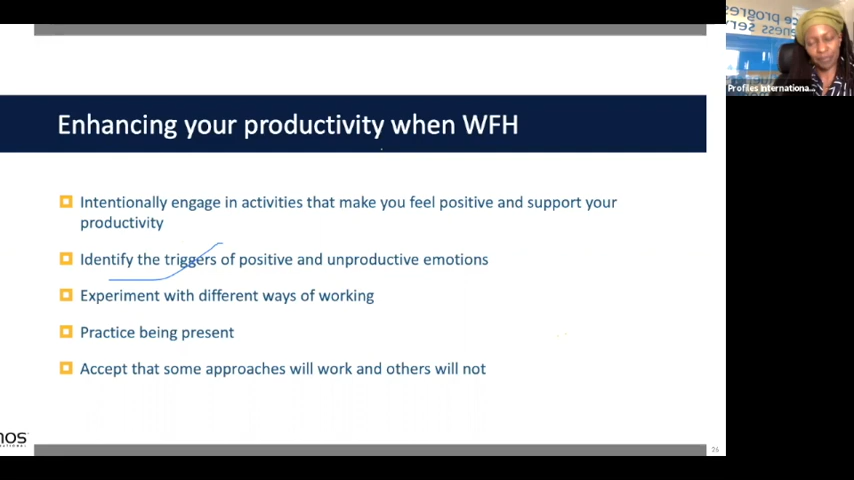 Enhancing your productivity when WFH
Intentionally engage in activities that make you feel positive and support your
productivity
Identify the triggers of positive and unproductive emotions
Experiment with different ways of working
Practice being present
Accept that some approaches will work and others will not
26
Profiles Internationa...